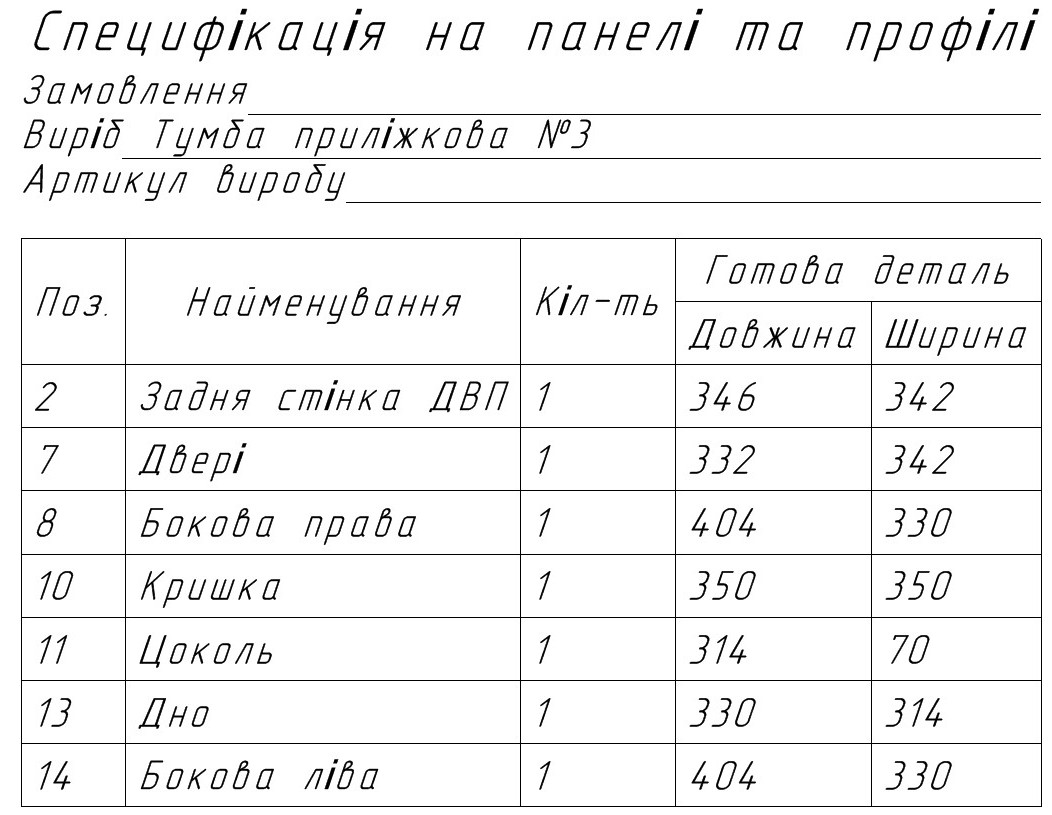 Специфікація на панелі та профілі
Замовлення
Виріб Тумба приліжкова №3
Артикул виробу
Поз. Найменування Кіл-ть Готова деталь
Довжина Ширина
2 Задня стінка ДВП 1 346 342
7 Двері 1 332 342
8 Бокова права 1 404 330
10 Кришка 1 350 350
11 Цоколь 1 314 70
13 Дно 1 330 314
14 Бокова ліва 1 404 330